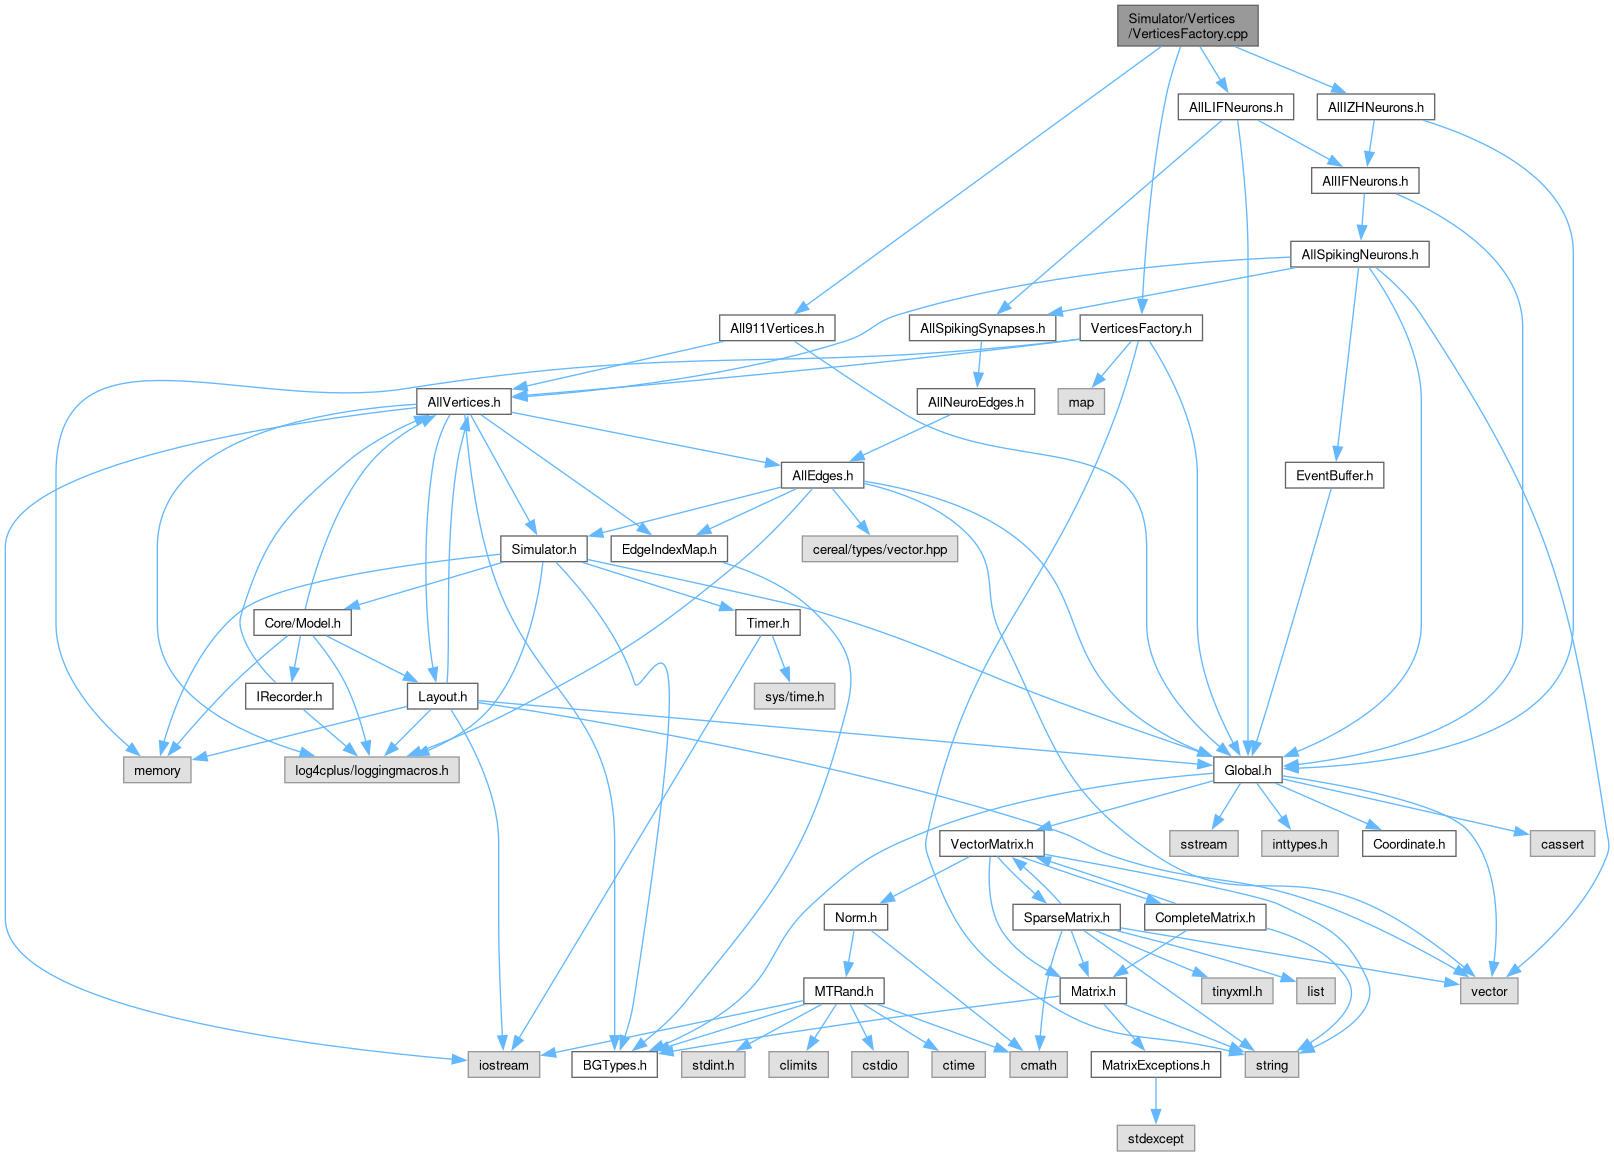 Simulator/Vertices
/VerticesFactory.cpp
AllLIFNeurons.h
AllIZHNeurons.h
AllIFNeurons.h
AllSpikingNeurons.h
All911Vertices.h
AllSpikingSynapses.h
VerticesFactory.h
AllVertices.h
AllNeuroEdges.h
map
AllEdges.h
EventBuffer.h
Simulator.h
EdgeIndexMap.h
cereal/types/vector.hpp
Core/Model.h
Timer.h
IRecorder.h
Layout.h
sys/time.h
memory
log4cplus/loggingmacros.h
Global.h
VectorMatrix.h
sstream
inttypes.h
Coordinate.h
cassert
Norm.h
SparseMatrix.h
CompleteMatrix.h
MTRand.h
Matrix.h
tinyxml.h
list
vector
iostream
BGTypes.h
stdint.h
climits
cstdio
ctime
cmath
MatrixExceptions.h
string
stdexcept